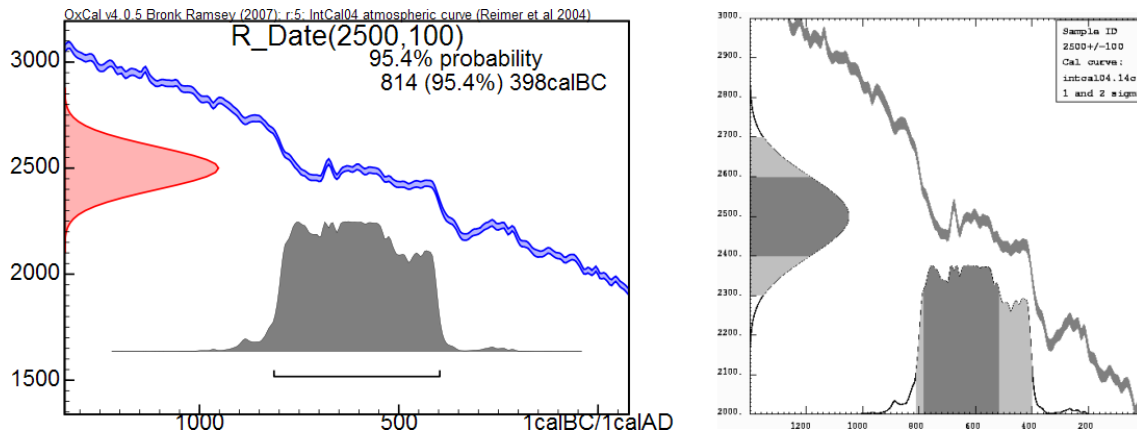 OxCal v4.0.5 Bronk Ramsey (2007); r:5; IntCal04 atmospheric curve (Reimer et al 2004)
R_Date(2500,100)
95.4% probability
814 (95.4%) 398calBC
3000
2500
2000
1500
1000
500
1calBC/1calAD
Sample ID
2500+/-100
Cal curve:
intcal04.14c
1 and 2 sigm
3000.
2900.
2800.
2700.
2600.
2500.
2400.
2300.
2200.
2100.
2000.
1200
1000
800
600
400
200